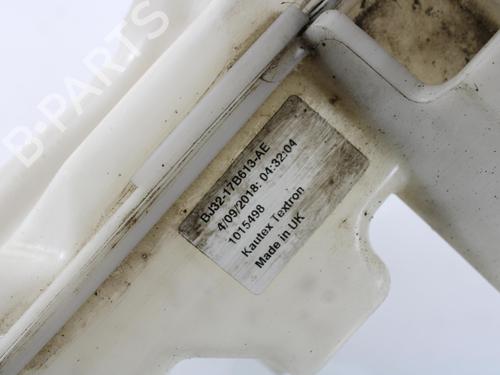 B-PARTS
BJ32-17B613-AE
4/09/2018: 04:32:04
1015498
Kautex Textron
Made in UK